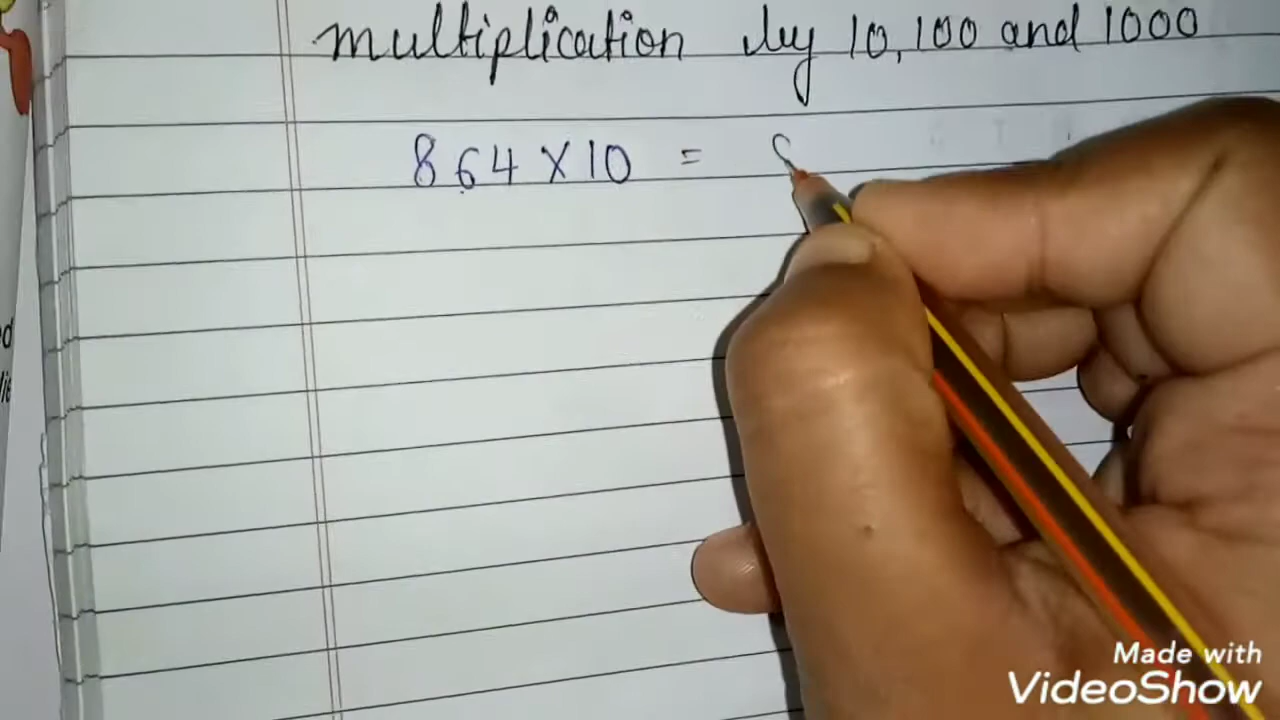 multiplication by 10, 100 and 1000
864 X 10 =
Made with
VideoShow